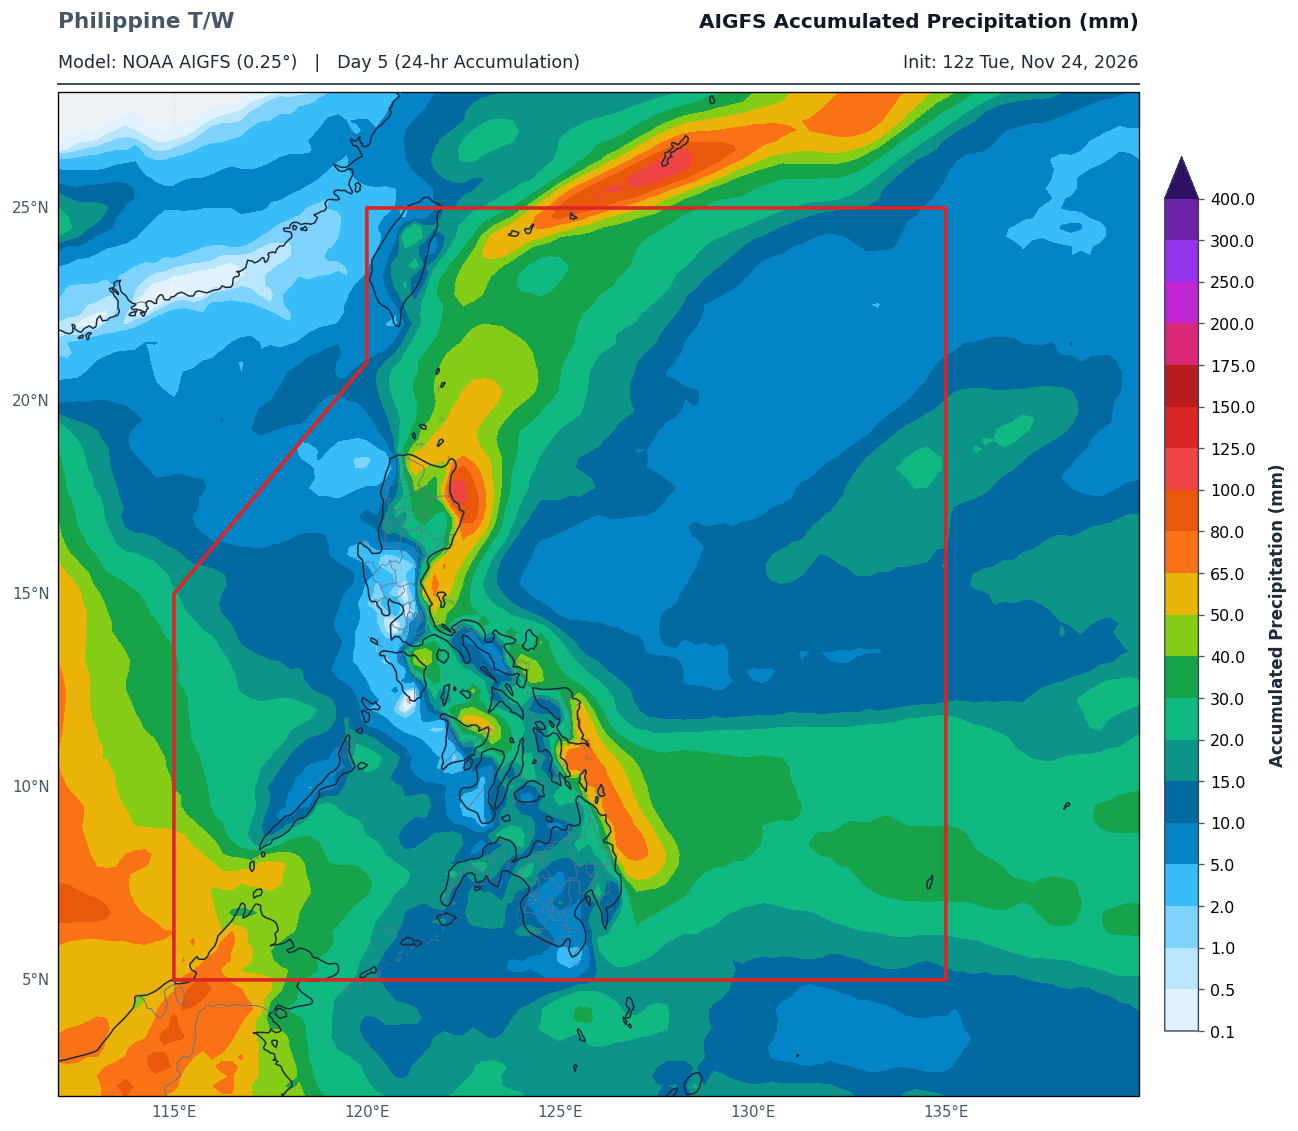 Philippine T/W
AIGFS Accumulated Precipitation (mm)
Model: NOAA AIGFS (0.25°) | Day 5 (24-hr Accumulation)
Init: 12z Tue, Nov 24, 2026
25°N
20°N
15°N
10°N
5°N
115°E
120°E
125°E
130°E
135°E
400.0
300.0
250.0
200.0
175.0
150.0
125.0
100.0
80.0
65.0
50.0
40.0
30.0
20.0
15.0
10.0
5.0
2.0
1.0
0.5
0.1
Accumulated Precipitation (mm)